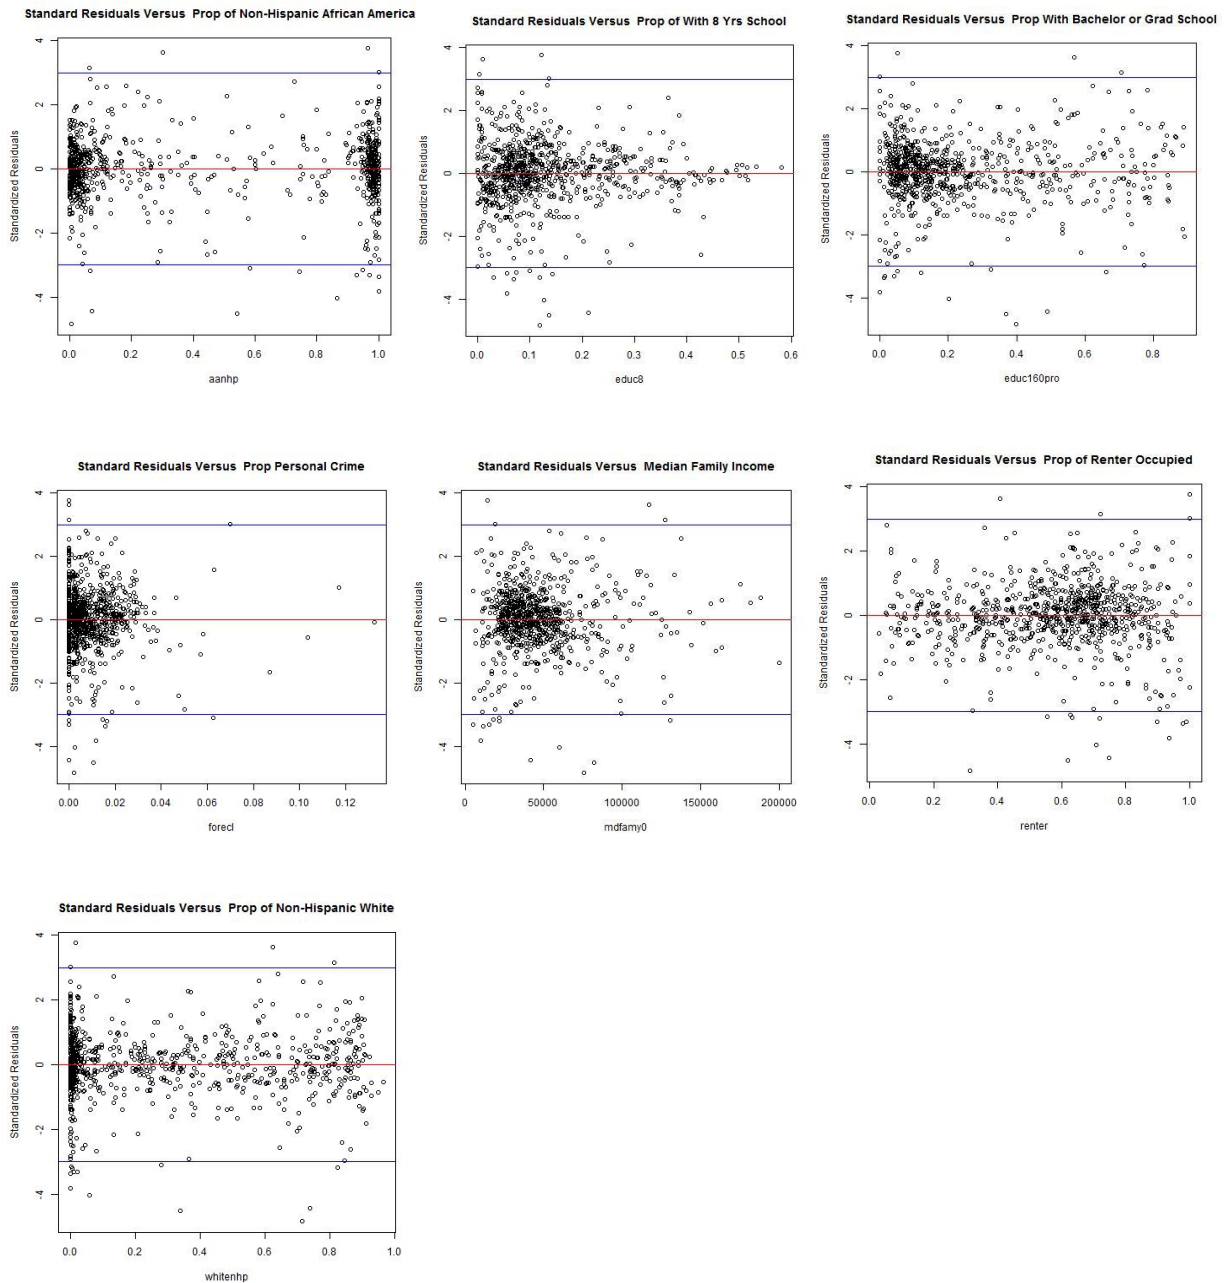 Standard Residuals Versus  Prop of Non-Hispanic African America
Standardized Residuals
4
2
0
-2
-4
0.0 0.2 0.4 0.6 0.8 1.0
aanhp
Standard Residuals Versus  Prop of With 8 Yrs School
Standardized Residuals
4
2
0
-2
-4
0.0 0.1 0.2 0.3 0.4 0.5 0.6
educ8
Standard Residuals Versus  Prop With Bachelor or Grad School
Standardized Residuals
4
2
0
-2
-4
0.0 0.2 0.4 0.6 0.8
educ160pro
Standard Residuals Versus  Prop Personal Crime
Standardized Residuals
4
2
0
-2
-4
0.00 0.02 0.04 0.06 0.08 0.10 0.12
forecl
Standard Residuals Versus  Median Family Income
Standardized Residuals
4
2
0
-2
-4
0 50000 100000 150000 200000
mdfamy0
Standard Residuals Versus  Prop of Renter Occupied
Standardized Residuals
4
2
0
-2
-4
0.0 0.2 0.4 0.6 0.8 1.0
renter
Standard Residuals Versus  Prop of Non-Hispanic White
Standardized Residuals
4
2
0
-2
-4
0.0 0.2 0.4 0.6 0.8 1.0
whitenhp